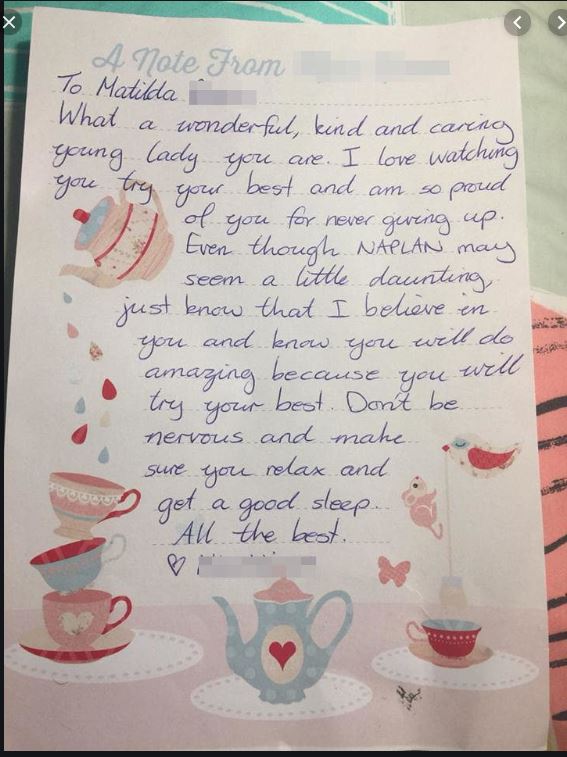 A Note From
To Matilda
What a wonderful, kind and caring
young lady you are. I love watching
you try your best and am so proud
of you for never giving up.
Even though NAPLAN may
seem a little daunting,
just know that I believe in
you and know you will do
amazing because you will
try your best. Don't be
nervous and make
sure you relax and
get a good sleep.
All the best.
♡